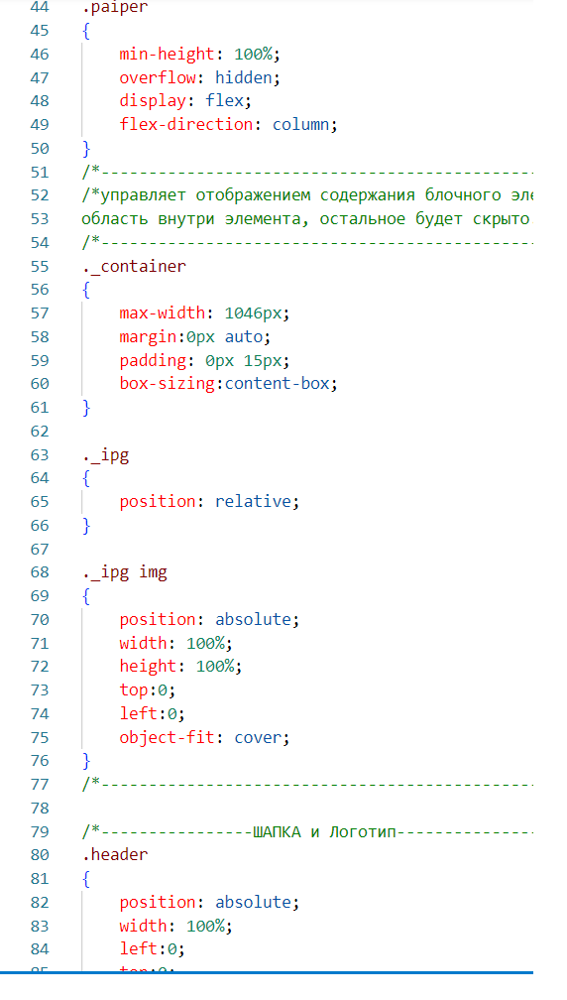 44 .paiper
45 {
46 min-height: 100%;
47 overflow: hidden;
48 display: flex;
49 flex-direction: column;
50 }
51 /*----------------------------------------------
52 /*управляет отображением содержания блочного эле
53 область внутри элемента, остальное будет скрыто
54 /*----------------------------------------------
55 ._container
56 {
57 max-width: 1046px;
58 margin:0px auto;
59 padding: 0px 15px;
60 box-sizing:content-box;
61 }
62
63 ._ipg
64 {
65 position: relative;
66 }
67
68 ._ipg img
69 {
70 position: absolute;
71 width: 100%;
72 height: 100%;
73 top:0;
74 left:0;
75 object-fit: cover;
76 }
77 /*----------------------------------------------
78
79 /*----------------ШАПКА и Логотип---------------
80 .header
81 {
82 position: absolute;
83 width: 100%;
84 left:0;
85 top:0;